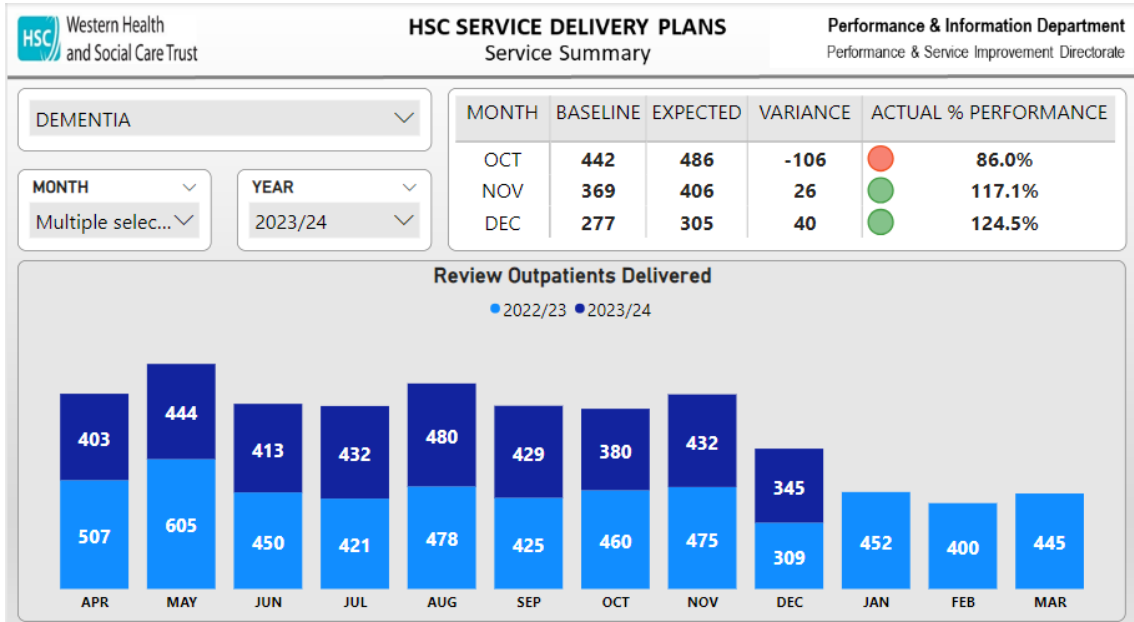 HSC Western Health and Social Care Trust
HSC SERVICE DELIVERY PLANS
Service Summary
Performance & Information Department
Performance & Service Improvement Directorate
DEMENTIA
MONTH
Multiple selec...
YEAR
2023/24
MONTH BASELINE EXPECTED VARIANCE ACTUAL % PERFORMANCE
OCT 442 486 -106 86.0%
NOV 369 406 26 117.1%
DEC 277 305 40 124.5%
Review Outpatients Delivered
2022/23 2023/24
403 444 413 432 480 429 380 432 345
507 605 450 421 478 425 460 475 309 452 400 445
APR MAY JUN JUL AUG SEP OCT NOV DEC JAN FEB MAR